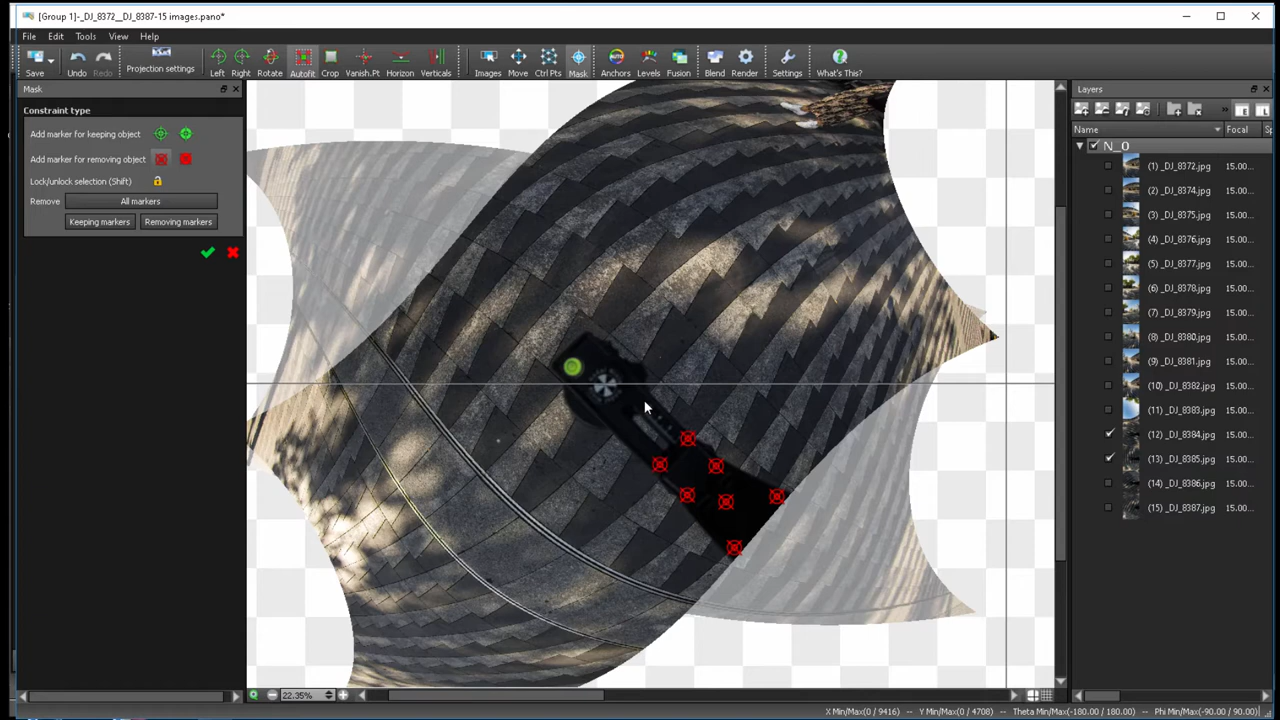 [Group 1]-_DJ_8372__DJ_8387-15 images.pano*
File Edit Tools View Help
Save Undo Redo Projection settings Left Right Rotate Autofit Crop Vanish.Pt Horizon Verticals Images Move Ctrl Pts Mask Anchors Levels Fusion Blend Render Settings What's This?
AUTO
Mask
Constraint type
Add marker for keeping object
Add marker for removing object
Lock/unlock selection (Shift)
Remove All markers
Keeping markers Removing markers
Layers
Name Focal
N_0
(1) _DJ_8372.jpg 15.00...
(2) _DJ_8374.jpg 15.00...
(3) _DJ_8375.jpg 15.00...
(4) _DJ_8376.jpg 15.00...
(5) _DJ_8377.jpg 15.00...
(6) _DJ_8378.jpg 15.00...
(7) _DJ_8379.jpg 15.00...
(8) _DJ_8380.jpg 15.00...
(9) _DJ_8381.jpg 15.00...
(10) _DJ_8382.jpg 15.00...
(11) _DJ_8383.jpg 15.00...
(12) _DJ_8384.jpg 15.00...
(13) _DJ_8385.jpg 15.00...
(14) _DJ_8386.jpg 15.00...
(15) _DJ_8387.jpg 15.00...
22.35%
X Min/Max(0 / 9416) -- Y Min/Max(0 / 4708) -- Theta Min/Max(-180.00 / 180.00) -- Phi Min/Max(-90.00 / 90.00)